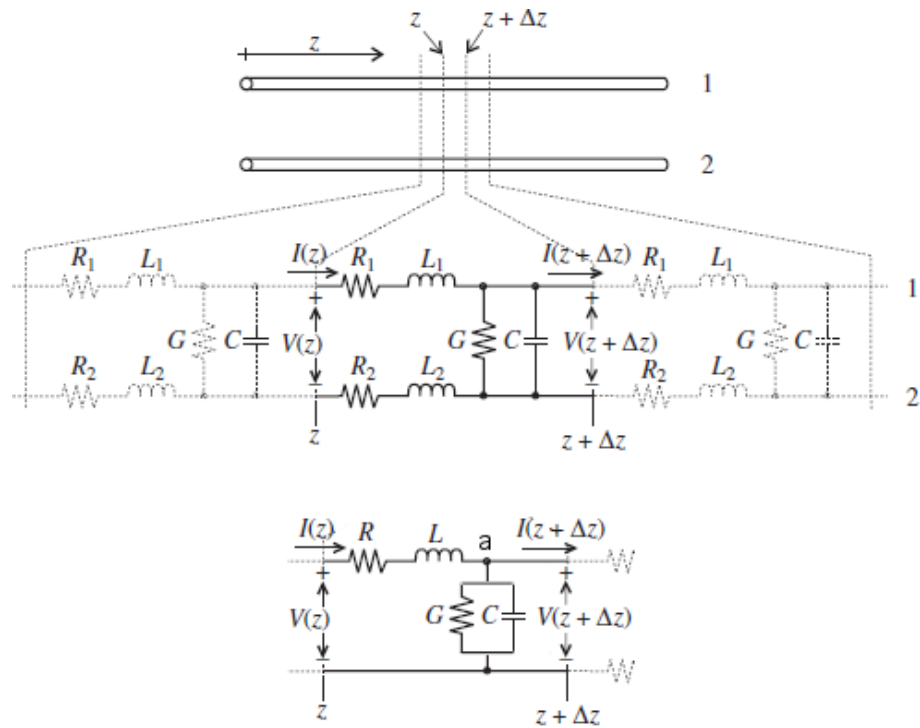 z z + Δz
z
1
2
I(z) R₁ L₁ I(z + Δz) R₁ L₁
R₁ L₁
1
+ +
G C V(z) G C V(z + Δz) G C
R₂ L₂ R₂ L₂ R₂ L₂
− −
2
z z + Δz
I(z) R L a I(z + Δz)
+ +
V(z) G C V(z + Δz)
− −
z z + Δz